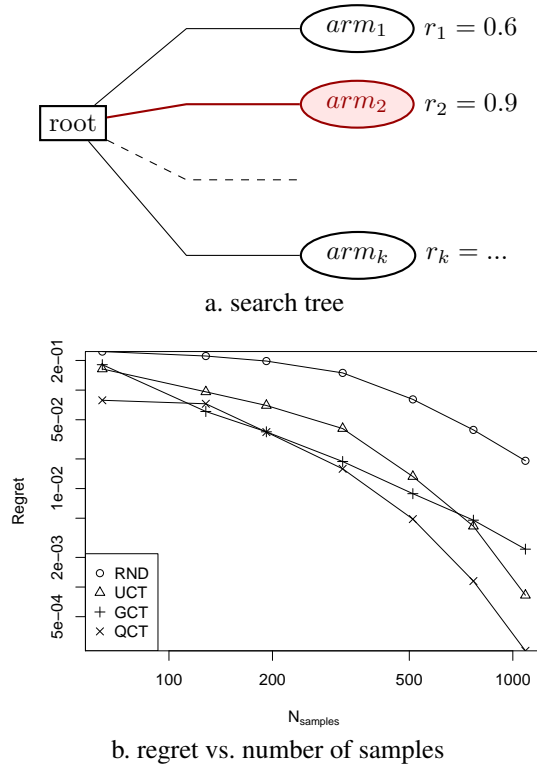 arm₁ r₁ = 0.6
arm₂ r₂ = 0.9
root
armₖ rₖ = ...
a. search tree
2e−01
5e−02
1e−02
2e−03
5e−04
Regret
RND
UCT
GCT
QCT
100 200 500 1000
Nsamples
b. regret vs. number of samples